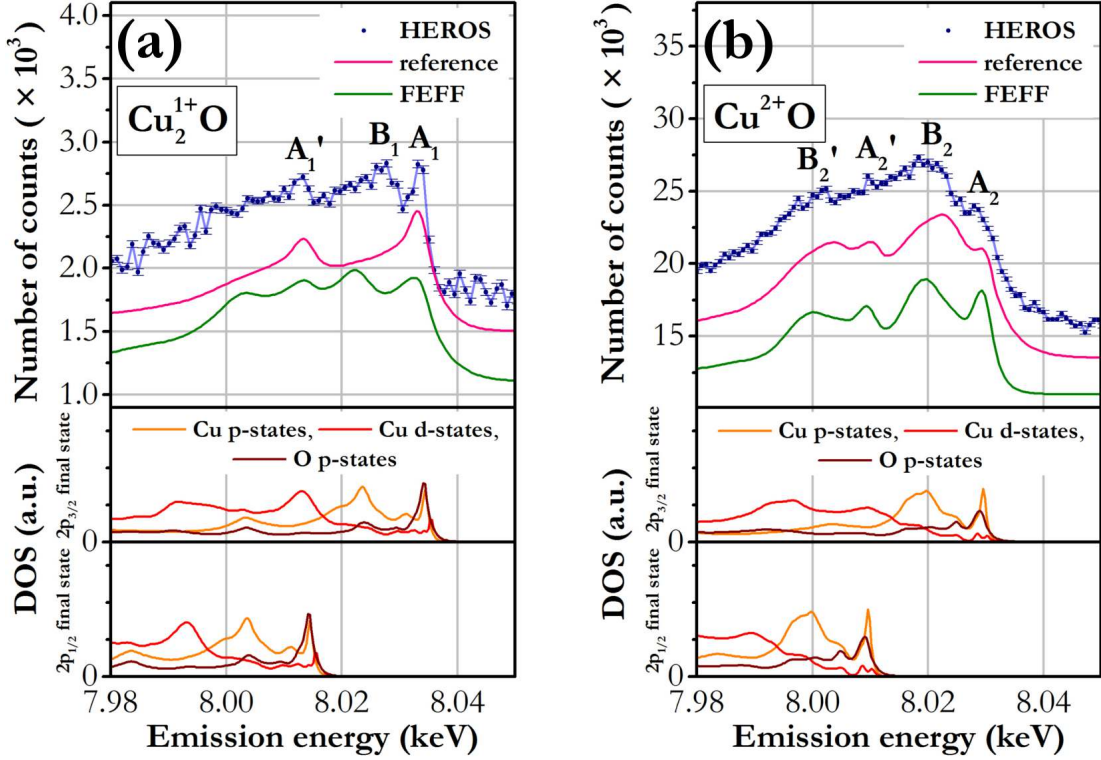 (a)
HEROS
reference
FEFF
Cu₂¹⁺O
A₁'
B₁
A₁
Number of counts ( × 10³)
4.0
3.5
3.0
2.5
2.0
1.5
1.0
Cu p-states, Cu d-states,
O p-states
DOS (a.u.)
2p₃/₂ final state
2p₁/₂ final state
0
0
7.98 8.00 8.02 8.04
Emission energy (keV)
(b)
HEROS
reference
FEFF
Cu²⁺O
B₂'
A₂'
B₂
A₂
Number of counts ( × 10³)
35
30
25
20
15
Cu p-states, Cu d-states,
O p-states
DOS (a.u.)
2p₃/₂ final state
2p₁/₂ final state
0
0
7.98 8.00 8.02 8.04
Emission energy (keV)